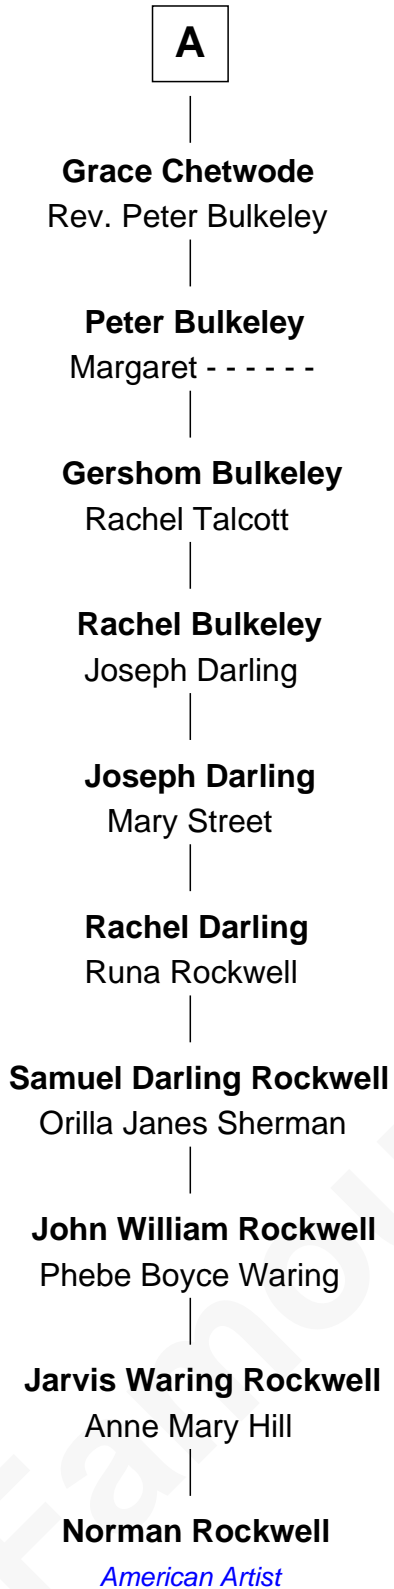 A
Grace Chetwode
Rev. Peter Bulkeley
Peter Bulkeley
Margaret - - - - - -
Gershom Bulkeley
Rachel Talcott
Rachel Bulkeley
Joseph Darling
Joseph Darling
Mary Street
Rachel Darling
Runa Rockwell
Samuel Darling Rockwell
Orilla Janes Sherman
John William Rockwell
Phebe Boyce Waring
Jarvis Waring Rockwell
Anne Mary Hill
Norman Rockwell
American Artist
Famou